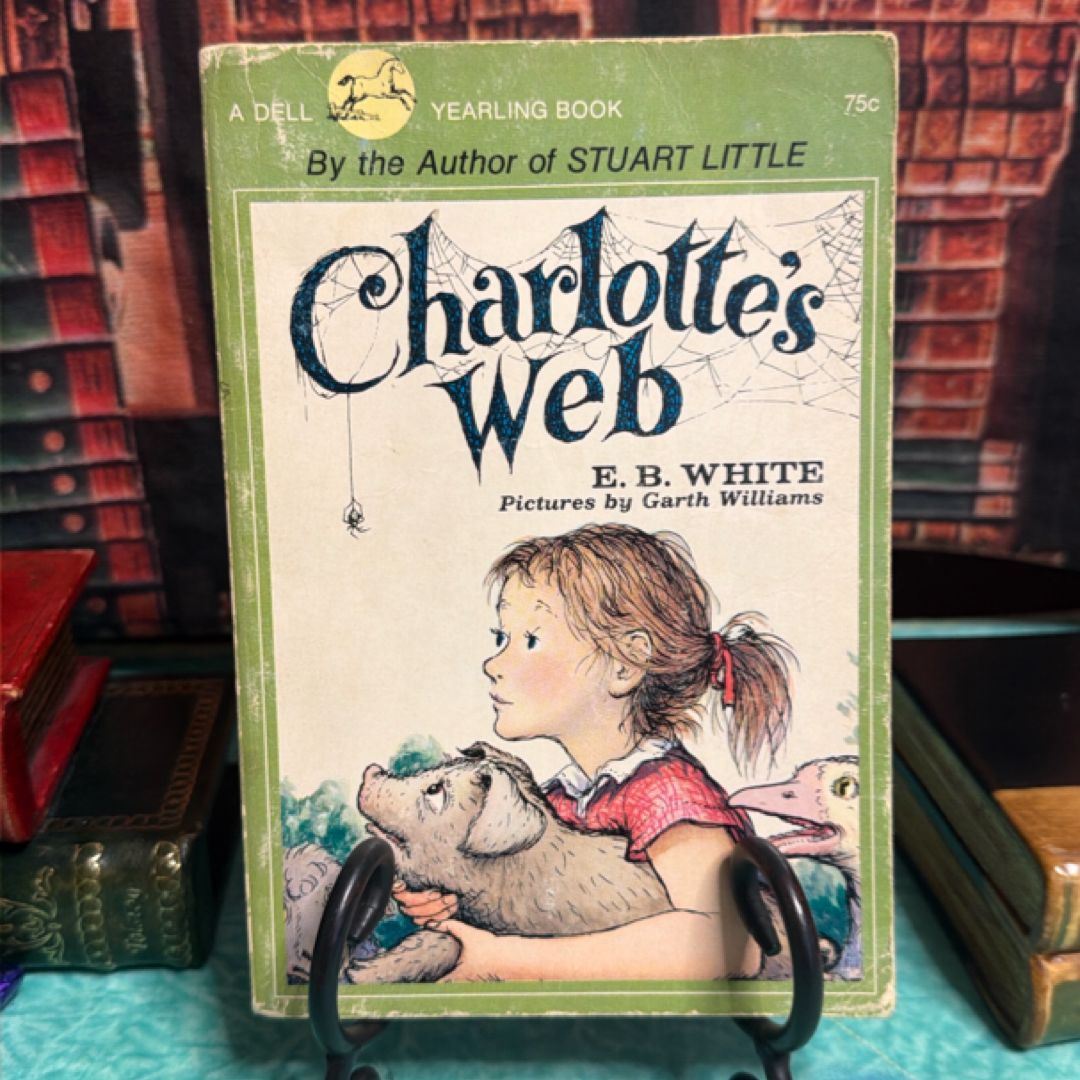 A DELL YEARLING BOOK 75c
By the Author of STUART LITTLE
Charlotte's
Web
E. B. WHITE
Pictures by Garth Williams